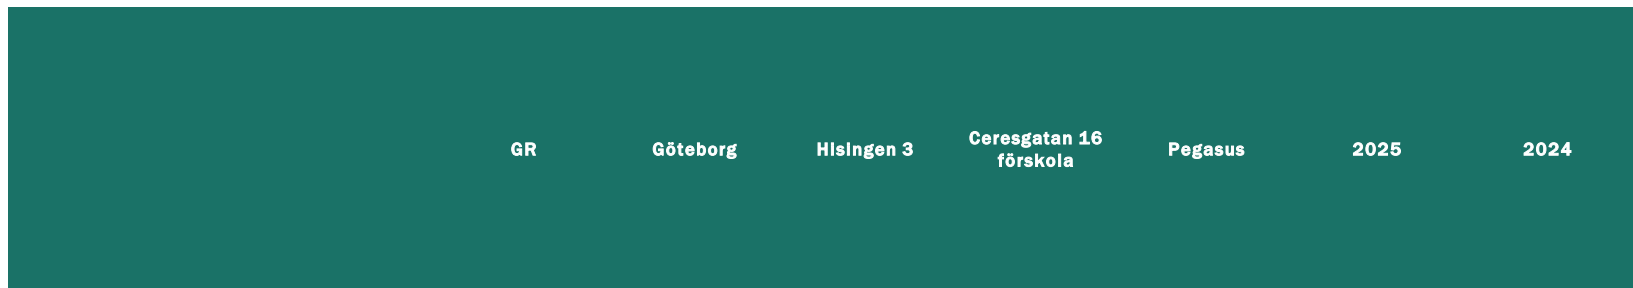 GR
Göteborg
Hisingen 3
Ceresgatan 16
förskola
Pegasus
2025
2024